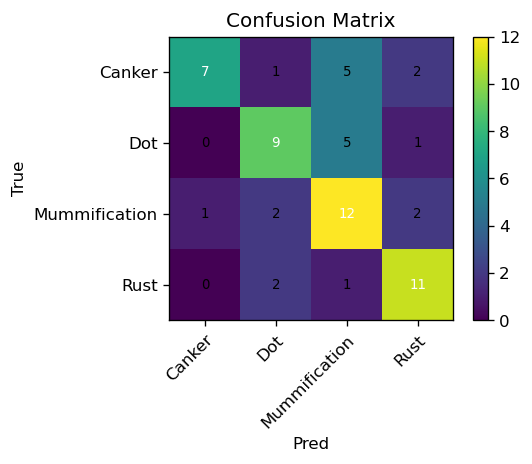 Confusion Matrix
Canker 7 1 5 2
Dot 0 9 5 1
Mummification 1 2 12 2
Rust 0 2 1 11
True
Canker Dot Mummification Rust
Pred
12
10
8
6
4
2
0